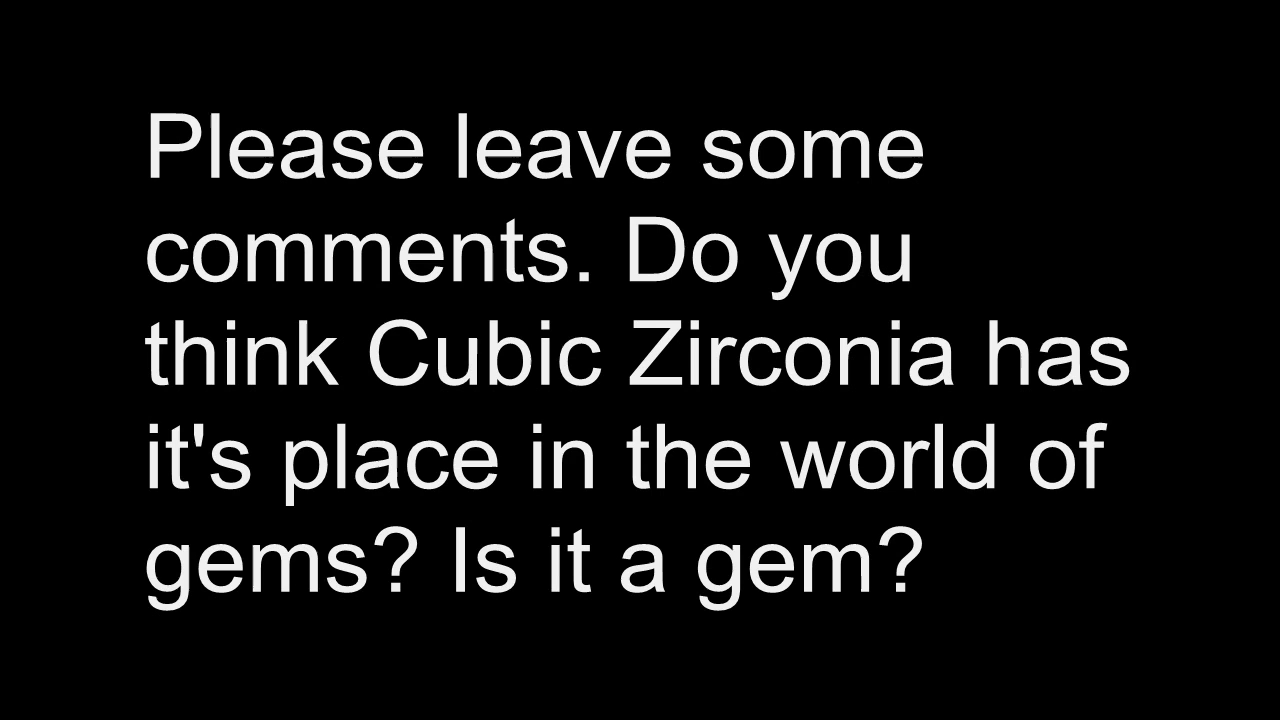 Please leave some
comments. Do you
think Cubic Zirconia has
it's place in the world of
gems? Is it a gem?